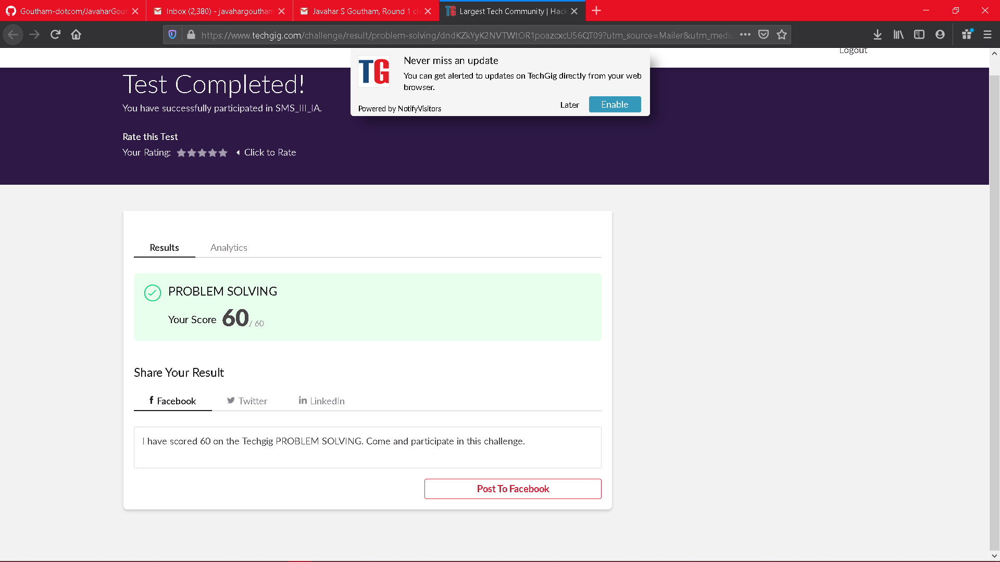 Goutham-dotcom/JavaharGout
Inbox (2,380) - javahargoutham
Javahar S Goutham, Round 1 cl
TG Largest Tech Community | Hack
https://www.techgig.com/challenge/result/problem-solving/dndKZkYyK2NVTWtOR1poazcxcU56QT09?utm_source=Mailer&utm_mediu
Logout
TG
Never miss an update
You can get alerted to updates on TechGig directly from your web
browser.
Powered by NotifyVisitors
Later
Enable
Test Completed!
You have successfully participated in SMS_III_IA.
Rate this Test
Your Rating:
Click to Rate
Results
Analytics
PROBLEM SOLVING
Your Score 60 / 60
Share Your Result
Facebook
Twitter
LinkedIn
I have scored 60 on the Techgig PROBLEM SOLVING. Come and participate in this challenge.
Post To Facebook